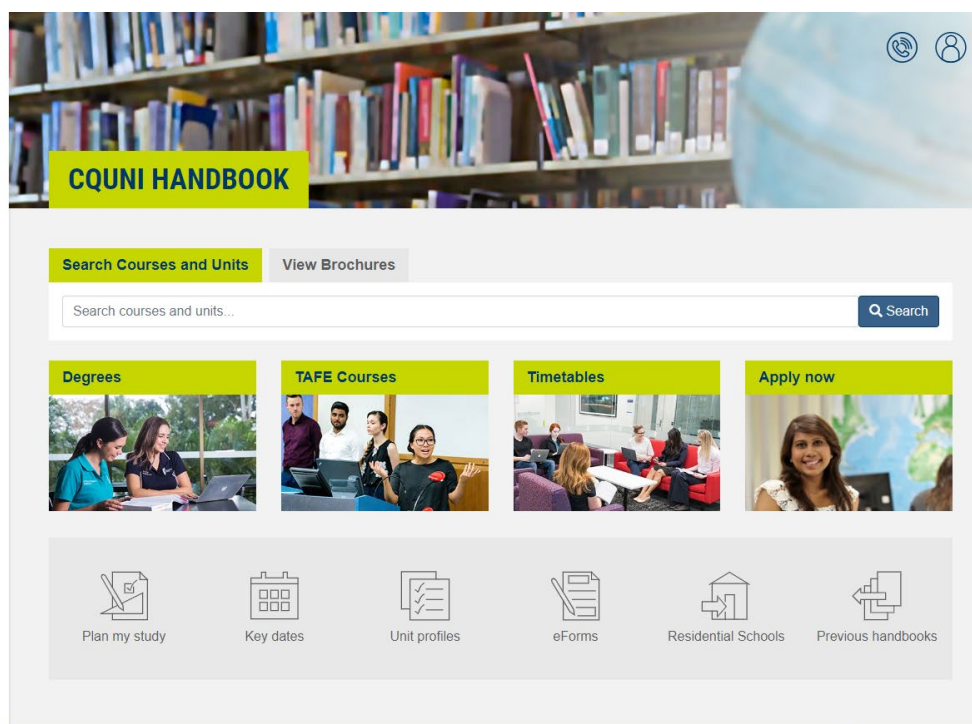 CQUNI HANDBOOK
Search Courses and Units
View Brochures
Search courses and units...
Search
Degrees
TAFE Courses
Timetables
Apply now
Plan my study
Key dates
Unit profiles
eForms
Residential Schools
Previous handbooks